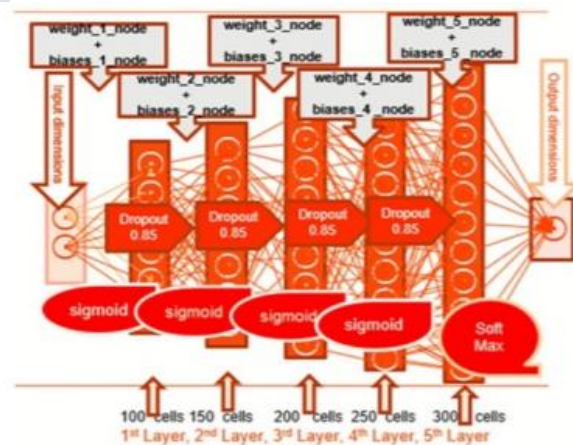 weight_1_node
+
biases_1_node
weight_3_node
+
biases_3_node
weight_5_node
+
biases_5_node
weight_2_node
+
biases_2_node
weight_4_node
+
biases_4_node
Input dimensions
Output dimensions
Dropout
0.85
Dropout
0.85
Dropout
0.85
Dropout
0.85
sigmoid
sigmoid
sigmoid
sigmoid
Soft
Max
100 cells 150 cells 200 cells 250 cells 300 cells
1st Layer, 2nd Layer, 3rd Layer, 4th Layer, 5th Layer